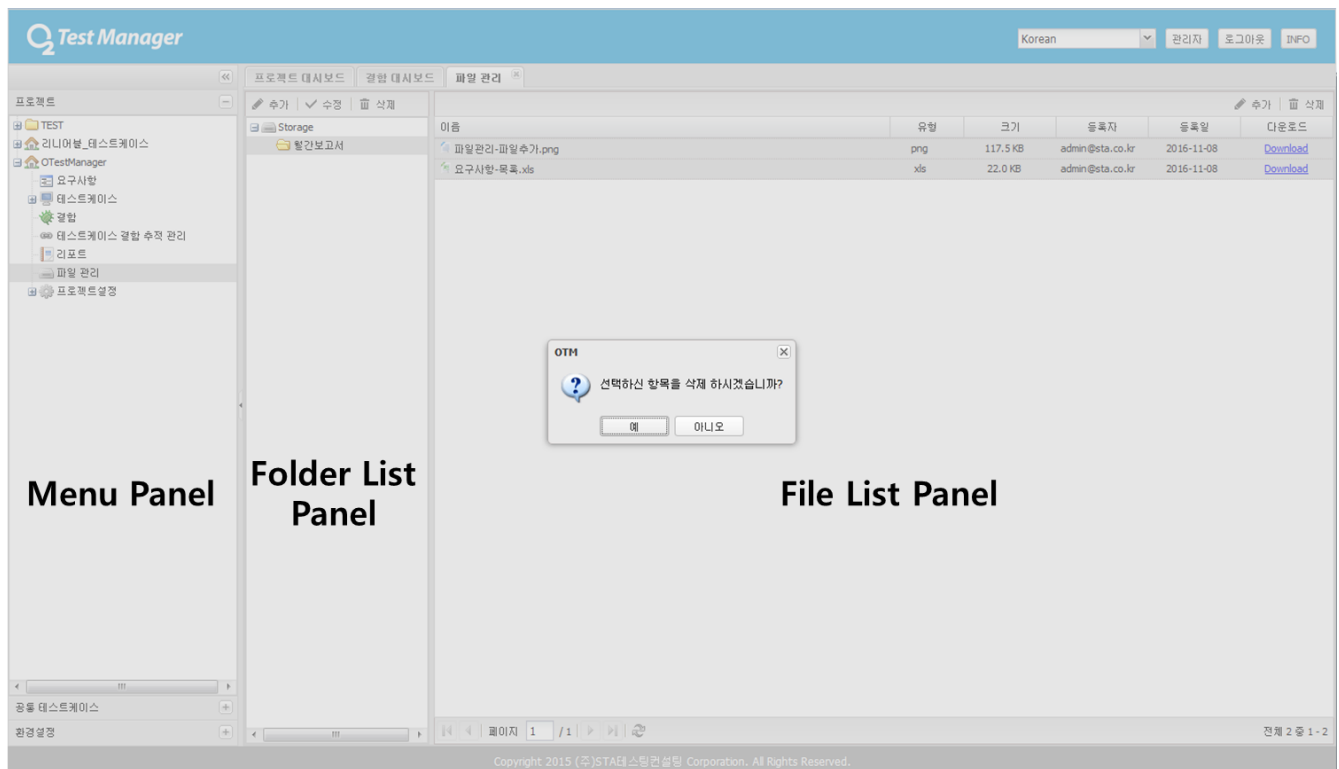 O2 Test Manager
Korean 관리자 로그아웃 INFO
프로젝트 대시보드 결함 대시보드 파일 관리
프로젝트
추가 수정 삭제
추가 삭제
TEST
리니어블_테스트케이스
OTestManager
요구사항
테스트케이스
결함
테스트케이스 결함 추적 관리
리포트
파일 관리
프로젝트설정
Storage
빨간보고서
이름 유형 크기 등록자 등록일 다운로드
파일관리-파일추가.png png 117.5 KB admin@sta.co.kr 2016-11-08 Download
요구사항-목록.xls xls 22.0 KB admin@sta.co.kr 2016-11-08 Download
OTM
선택하신 항목을 삭제 하시겠습니까?
예 아니오
Menu Panel
Folder List
Panel
File List Panel
공통 테스트케이스
환경설정
페이지 1 / 1
전체 2 중 1 - 2
Copyright 2015 (주)STA테스팅컨설팅 Corporation. All Rights Reserved.